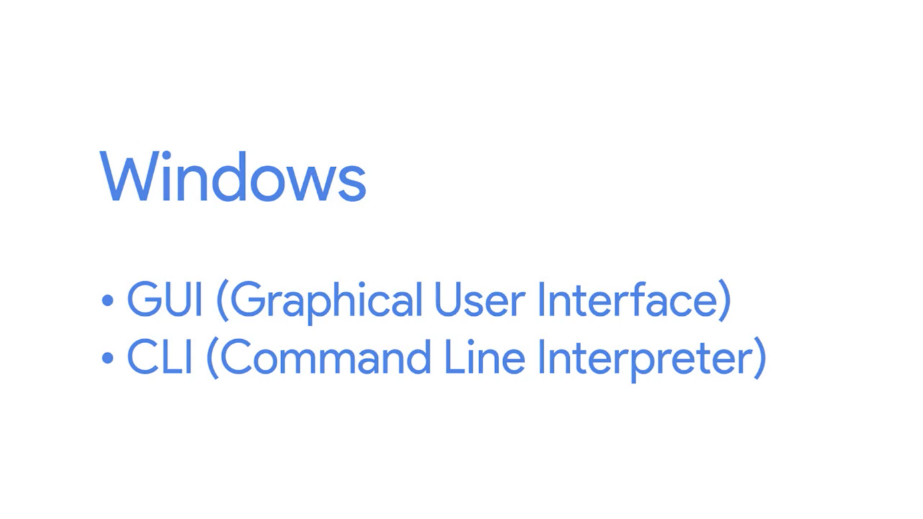 Windows
• GUI (Graphical User Interface)
• CLI (Command Line Interpreter)